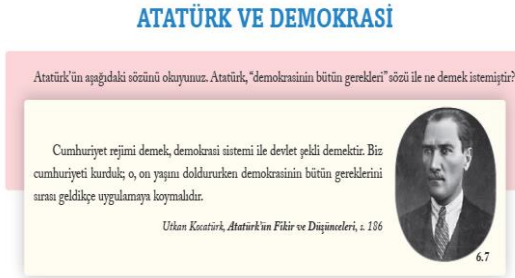 ATATÜRK VE DEMOKRASİ
Atatürk'ün aşağıdaki sözünü okuyunuz. Atatürk, “demokrasinin bütün gerekleri” sözü ile ne demek istemiştir?
Cumhuriyet rejimi demek, demokrasi sistemi ile devlet şekli demektir. Biz
cumhuriyeti kurduk; o, on yaşını doldururken demokrasinin bütün gereklerini
sırası geldikçe uygulamaya koymalıdır.
Utkan Kocatürk, Atatürk'ün Fikir ve Düşünceleri, s. 186
6.7